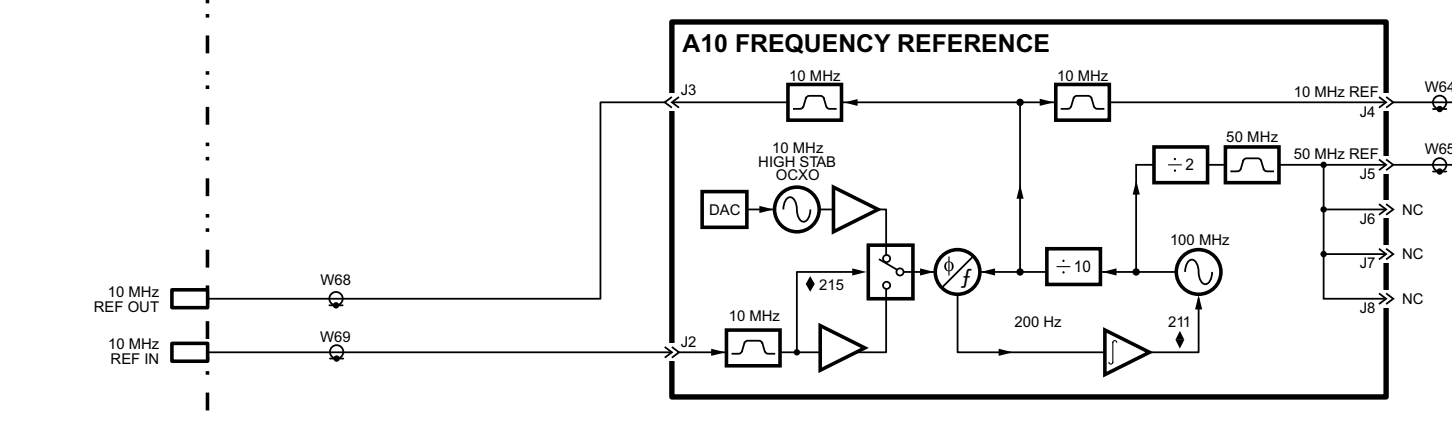 A10 FREQUENCY REFERENCE
J3
10 MHz
10 MHz
10 MHz REF
J4
W64
10 MHz
HIGH STAB
OCXO
DAC
÷ 2
50 MHz
50 MHz REF
J5
W65
J6
NC
100 MHz
ϕ
f
÷ 10
J7
NC
215
J8
NC
10 MHz
REF OUT
W68
10 MHz
REF IN
W69
J2
10 MHz
200 Hz
211
∫